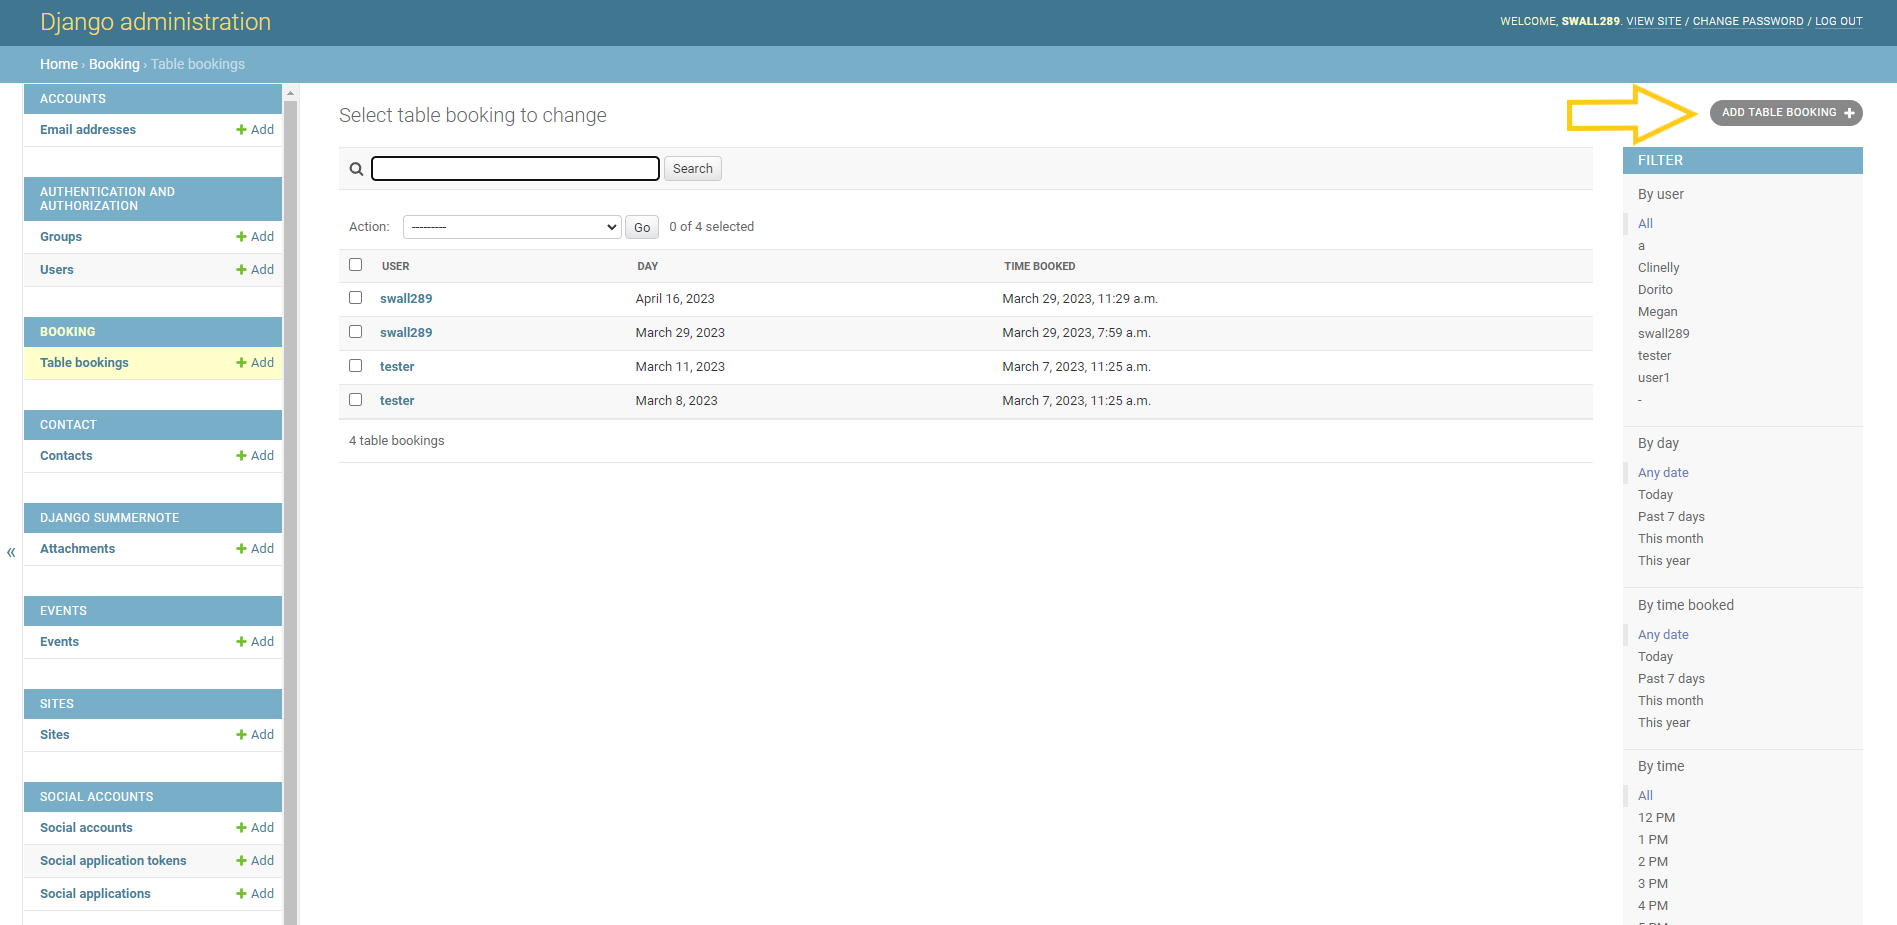 Django administration
WELCOME, SWALL289. VIEW SITE / CHANGE PASSWORD / LOG OUT
Home › Booking › Table bookings
ACCOUNTS
Email addresses Add
AUTHENTICATION AND
AUTHORIZATION
Groups Add
Users Add
BOOKING
Table bookings Add
CONTACT
Contacts Add
DJANGO SUMMERNOTE
Attachments Add
«
EVENTS
Events Add
SITES
Sites Add
SOCIAL ACCOUNTS
Social accounts Add
Social application tokens Add
Social applications Add
Select table booking to change
ADD TABLE BOOKING
Search
Action: --------- Go 0 of 4 selected
USER DAY TIME BOOKED
swall289 April 16, 2023 March 29, 2023, 11:29 a.m.
swall289 March 29, 2023 March 29, 2023, 7:59 a.m.
tester March 11, 2023 March 7, 2023, 11:25 a.m.
tester March 8, 2023 March 7, 2023, 11:25 a.m.
4 table bookings
FILTER
By user
All
a
Clinelly
Dorito
Megan
swall289
tester
user1
-
By day
Any date
Today
Past 7 days
This month
This year
By time booked
Any date
Today
Past 7 days
This month
This year
By time
All
12 PM
1 PM
2 PM
3 PM
4 PM